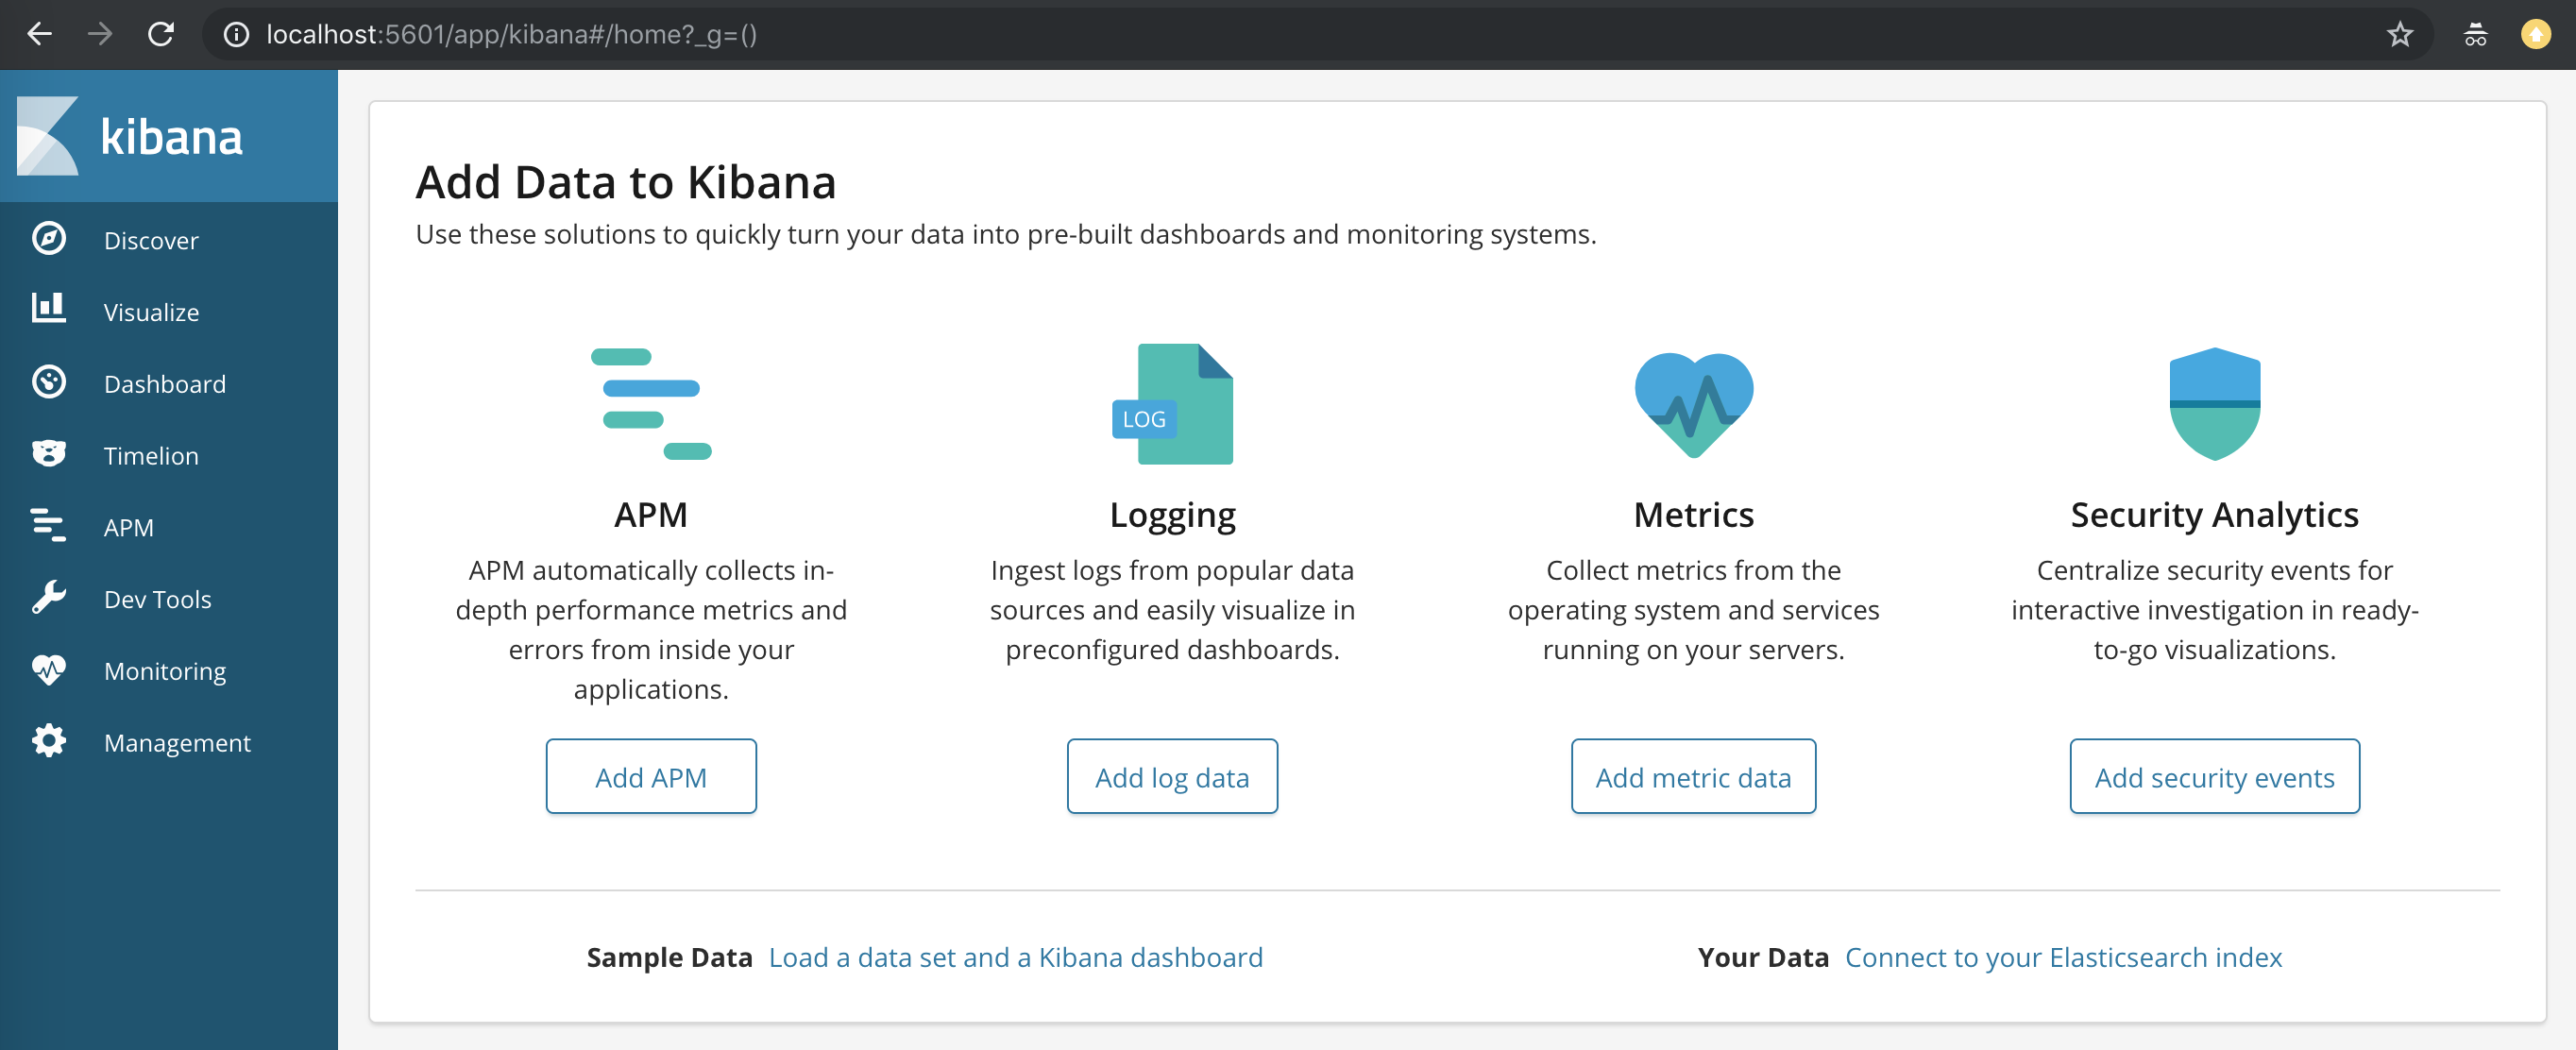 localhost:5601/app/kibana#/home?_g=()
kibana
Discover
Visualize
Dashboard
Timelion
APM
Dev Tools
Monitoring
Management
Add Data to Kibana
Use these solutions to quickly turn your data into pre-built dashboards and monitoring systems.
LOG
APM
APM automatically collects in-
depth performance metrics and
errors from inside your
applications.
Add APM
Logging
Ingest logs from popular data
sources and easily visualize in
preconfigured dashboards.
Add log data
Metrics
Collect metrics from the
operating system and services
running on your servers.
Add metric data
Security Analytics
Centralize security events for
interactive investigation in ready-
to-go visualizations.
Add security events
Sample Data Load a data set and a Kibana dashboard
Your Data Connect to your Elasticsearch index